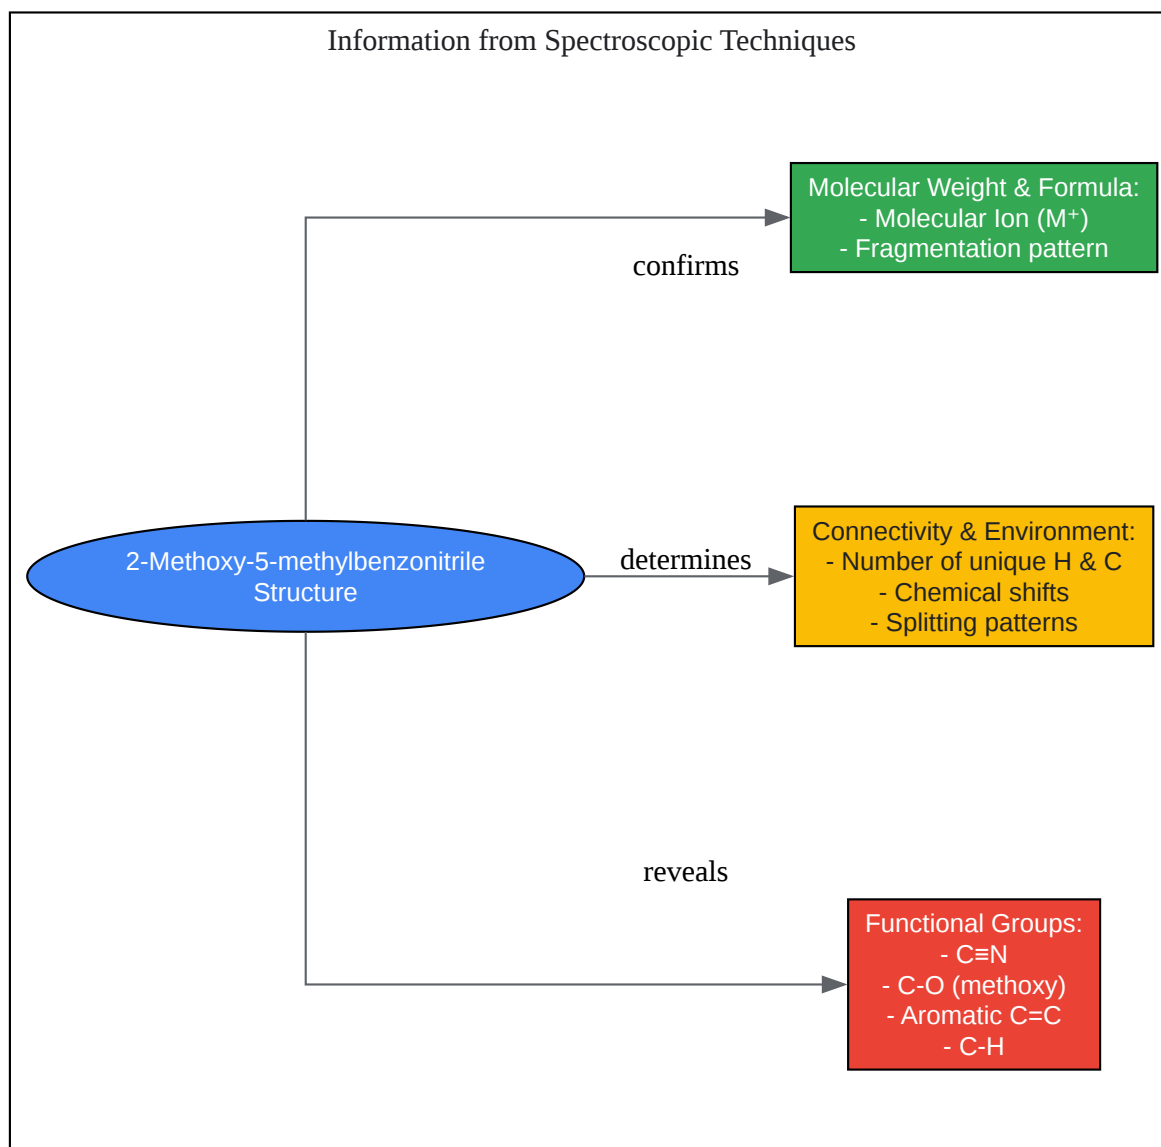 Information from Spectroscopic Techniques
Molecular Weight & Formula:
- Molecular Ion (M⁺)
- Fragmentation pattern
confirms
2-Methoxy-5-methylbenzonitrile
Structure
determines
Connectivity & Environment:
- Number of unique H & C
- Chemical shifts
- Splitting patterns
reveals
Functional Groups:
- C≡N
- C-O (methoxy)
- Aromatic C=C
- C-H